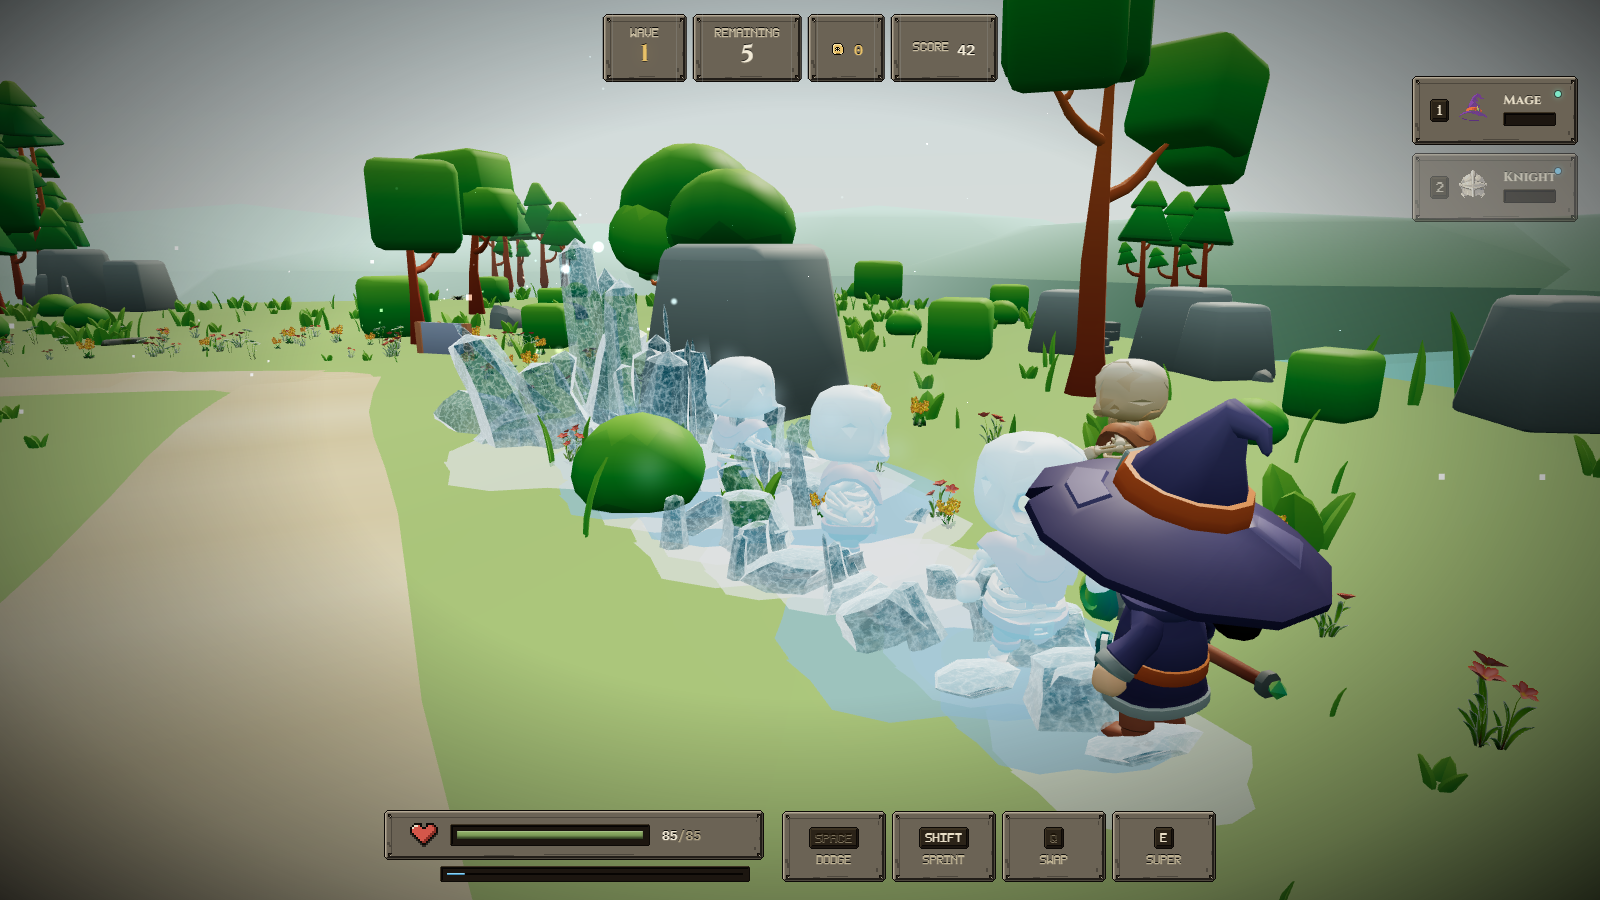 WAVE
1
REMAINING
5
0
SCORE 42
1
MAGE
2
KNIGHT
85/85
SPACE
DODGE
SHIFT
SPRINT
Q
SWAP
E
SUPER